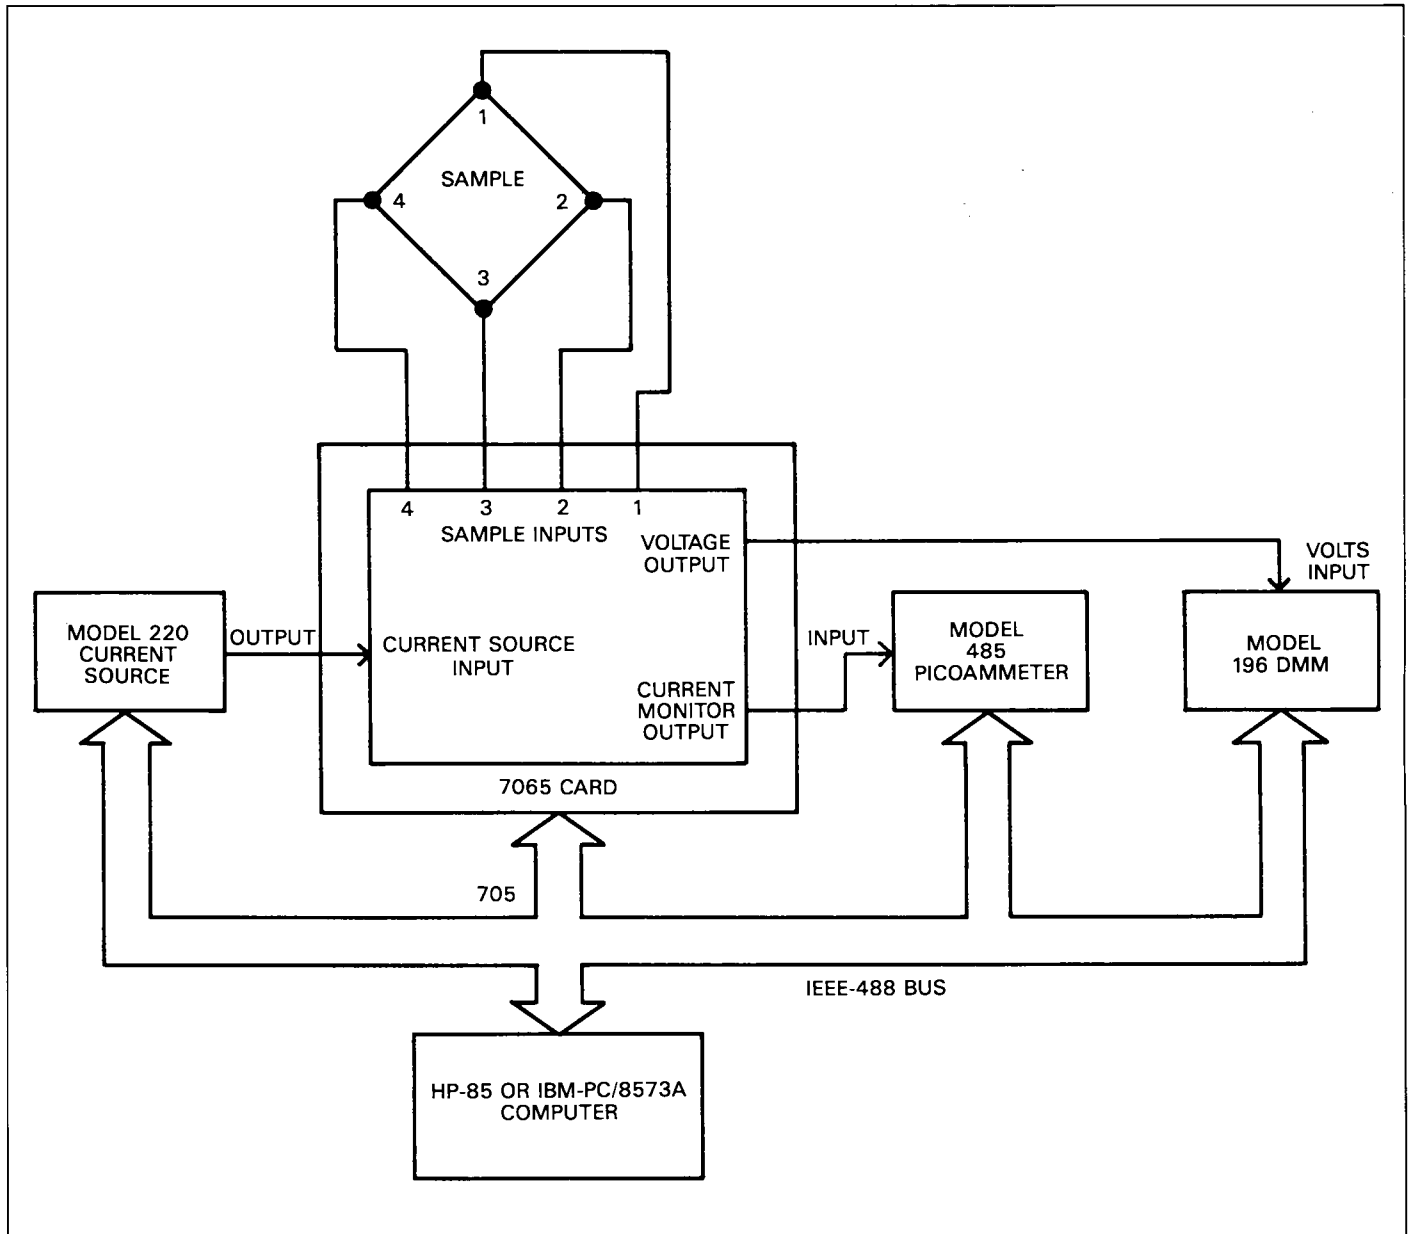 1
SAMPLE
4
2
3
4 3 2 1
SAMPLE INPUTS
VOLTAGE
OUTPUT
VOLTS
INPUT
MODEL 220
CURRENT
SOURCE
OUTPUT
CURRENT SOURCE
INPUT
INPUT
MODEL
485
PICOAMMETER
MODEL
196 DMM
CURRENT
MONITOR
OUTPUT
7065 CARD
705
IEEE-488 BUS
HP-85 OR IBM-PC/8573A
COMPUTER